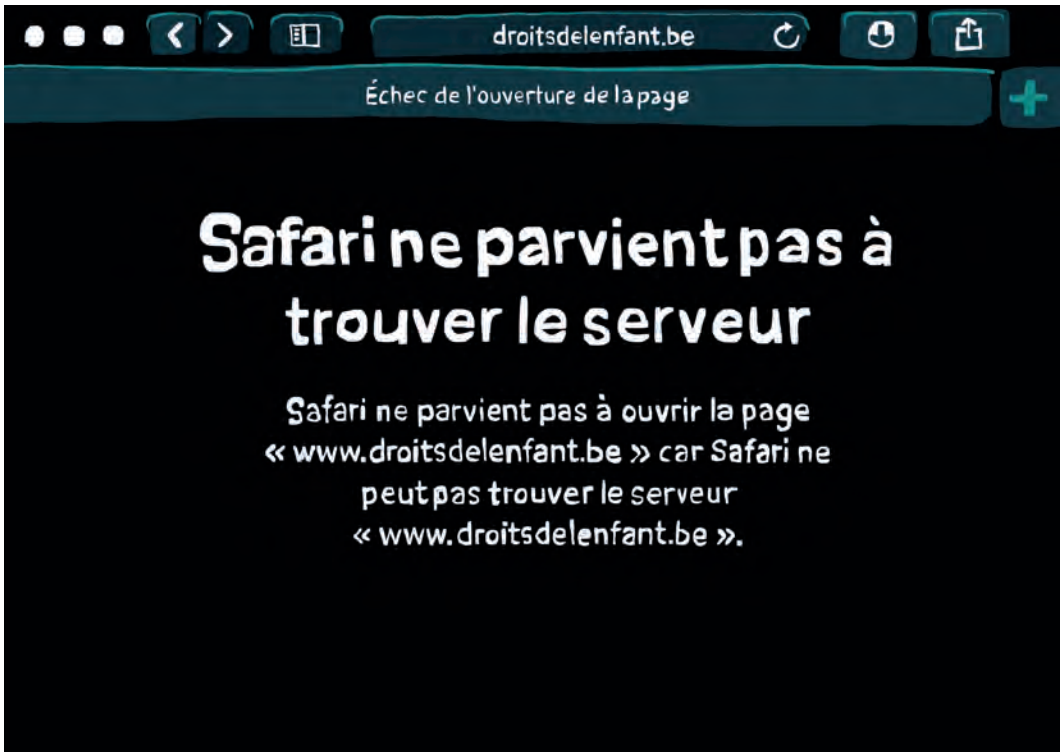 droitsdelenfant.be
Échec de l'ouverture de la page
Safari ne parvient pas à
trouver le serveur
Safari ne parvient pas à ouvrir la page
« www.droitsdelenfant.be » car Safari ne
peut pas trouver le serveur
« www.droitsdelenfant.be ».